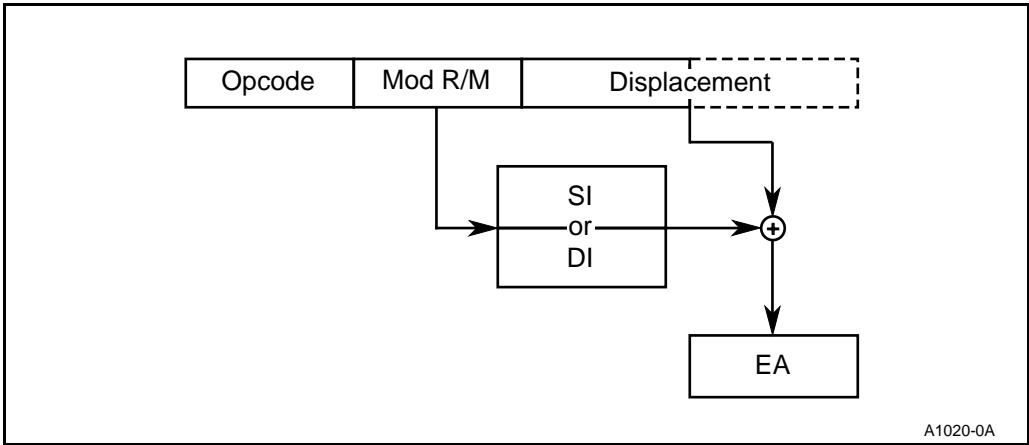 Opcode Mod R/M Displacement
SI
or
DI
+
EA
A1020-0A